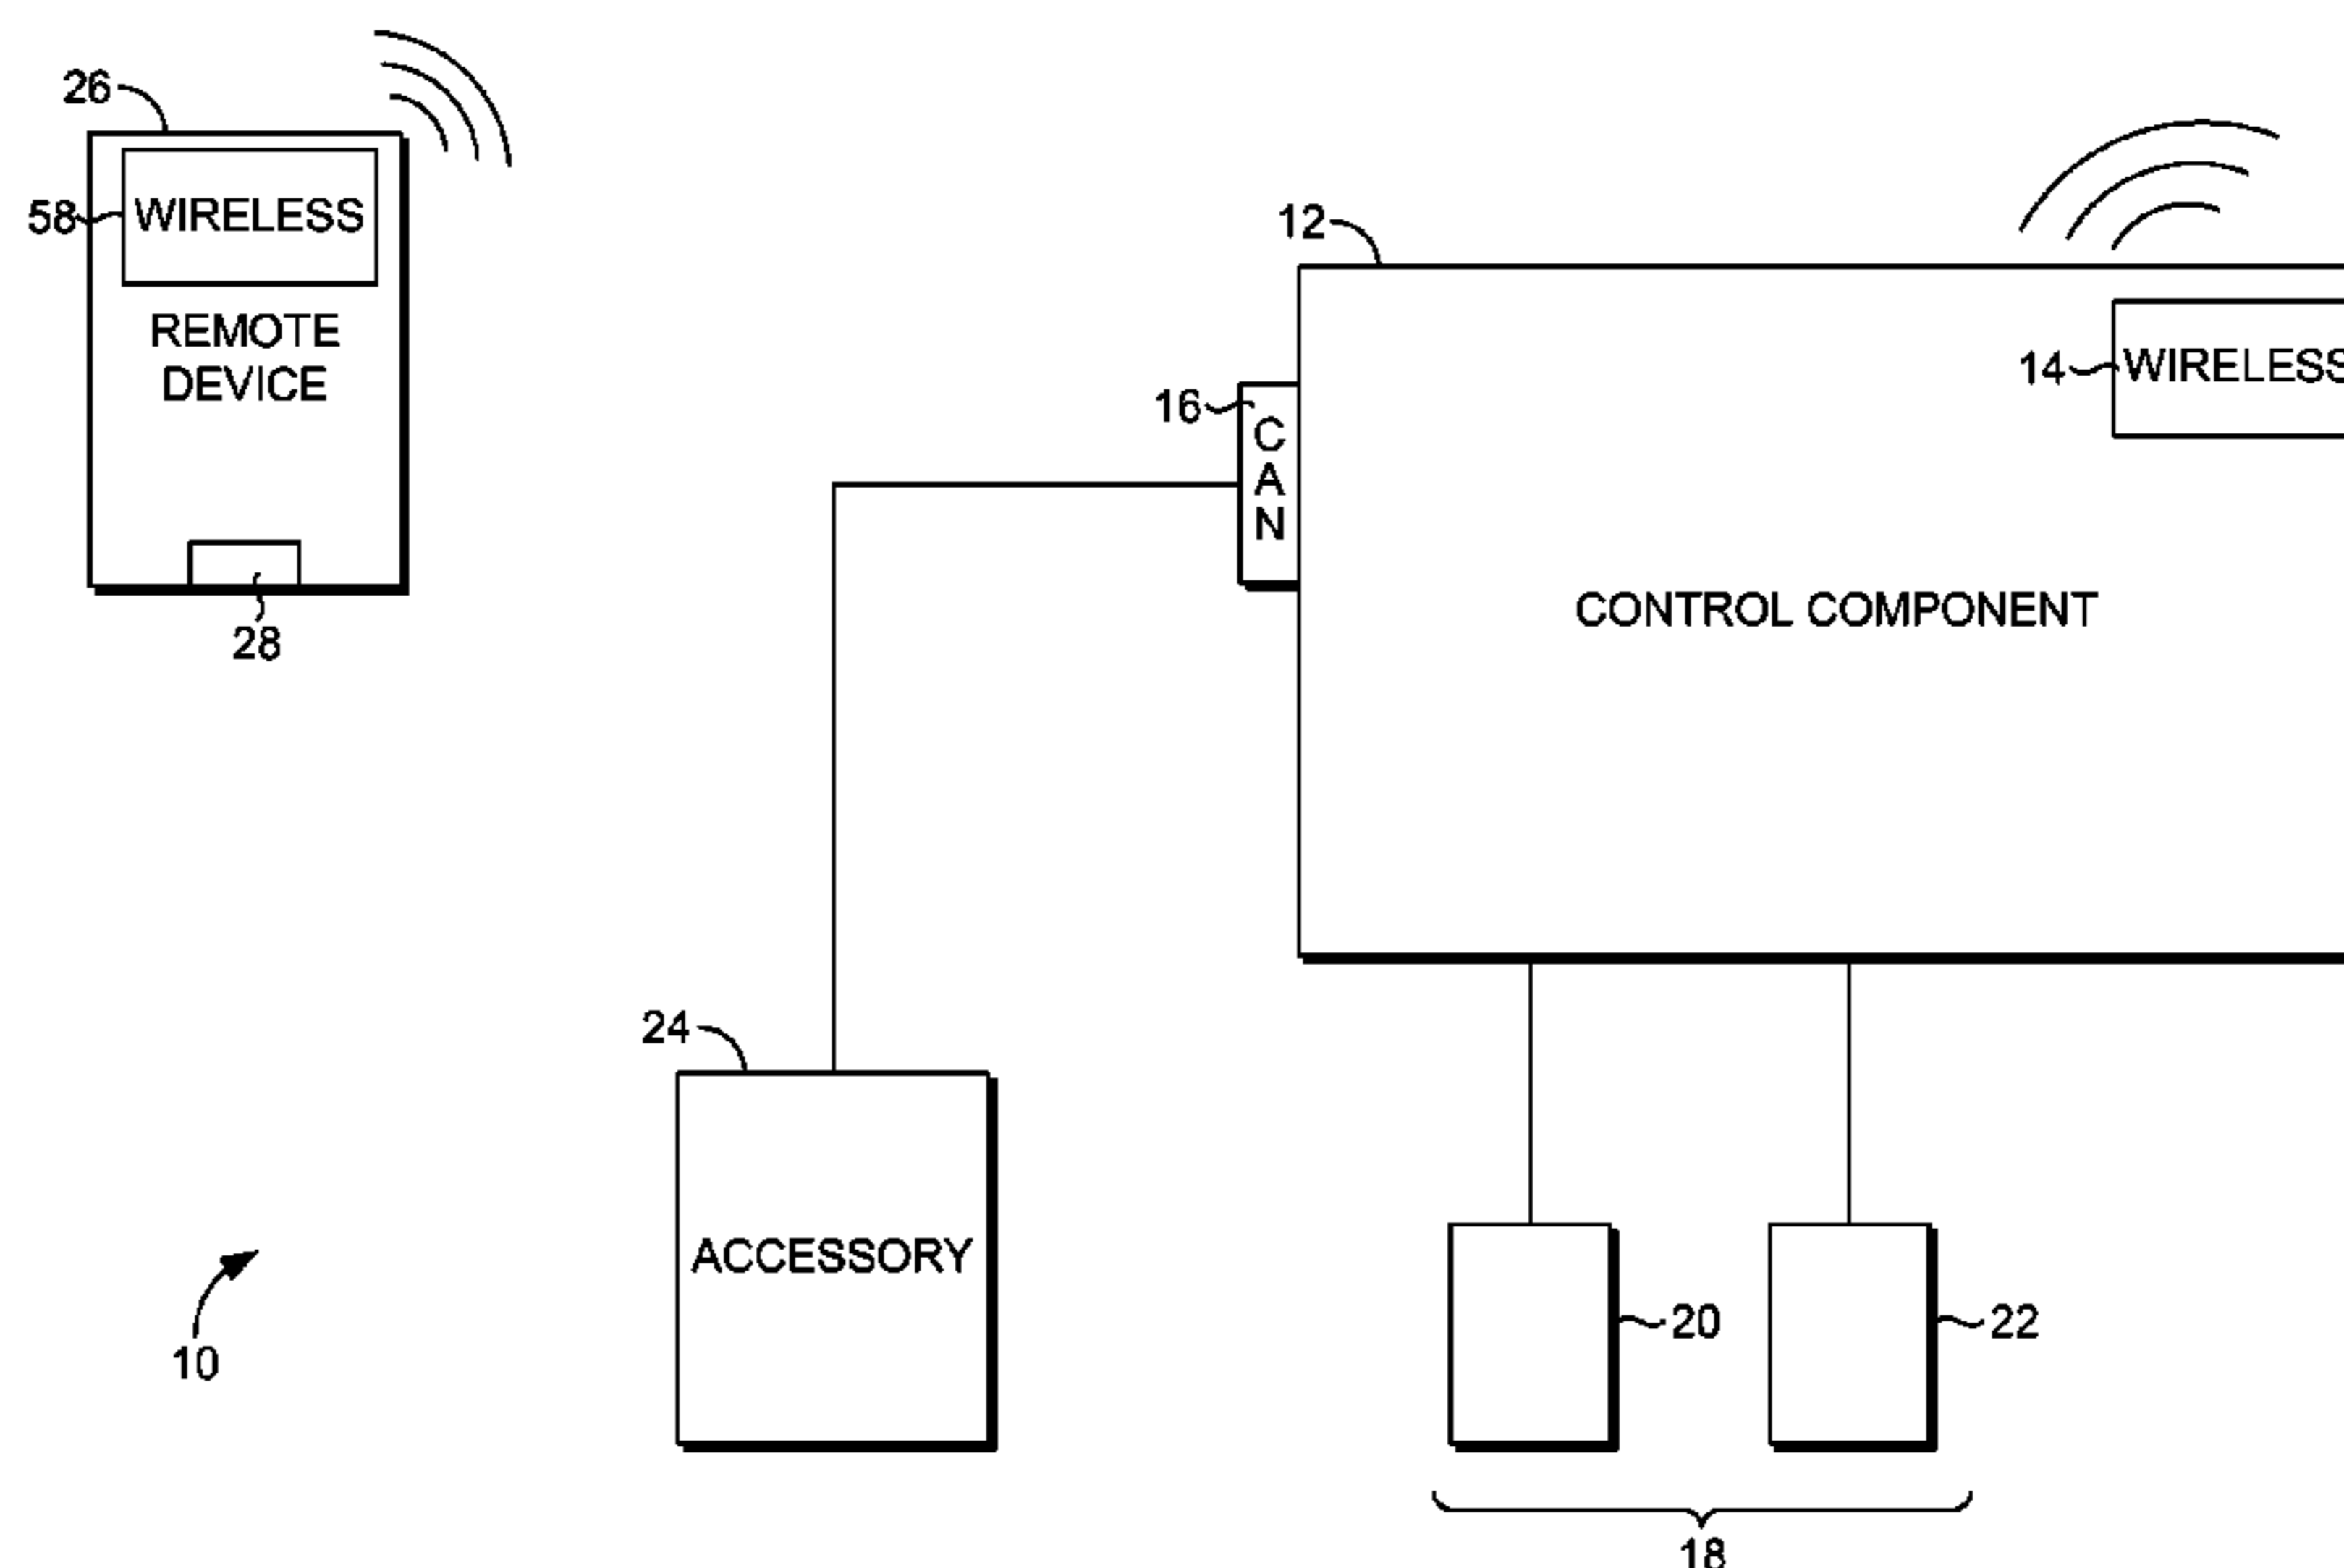 26
58
WIRELESS
REMOTE
DEVICE
28
12
14
WIRELESS
16
C
A
N
CONTROL COMPONENT
24
ACCESSORY
10
20
22
18